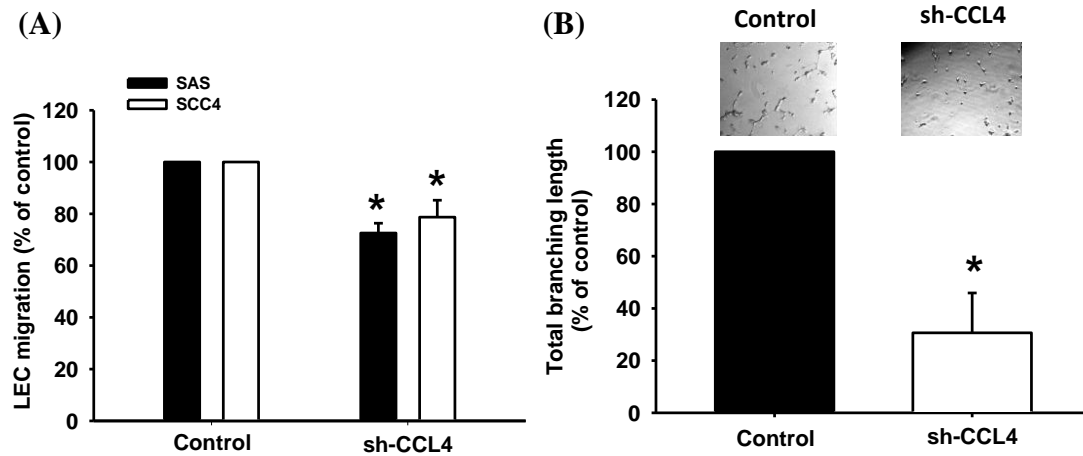 (A)
SAS
SCC4
LEC migration (% of control)
120
100
80
60
40
20
0
*
*
Control
sh-CCL4
(B)
Control
sh-CCL4
Total branching length
(% of control)
120
100
80
60
40
20
0
*
Control
sh-CCL4